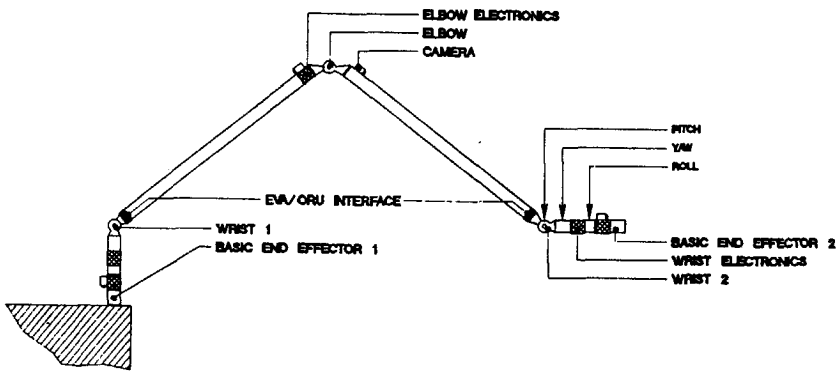 ELBOW ELECTRONICS
ELBOW
CAMERA
PITCH
YAW
ROLL
EVA/ORU INTERFACE
WRIST 1
BASIC END EFFECTOR 1
BASIC END EFFECTOR 2
WRIST ELECTRONICS
WRIST 2